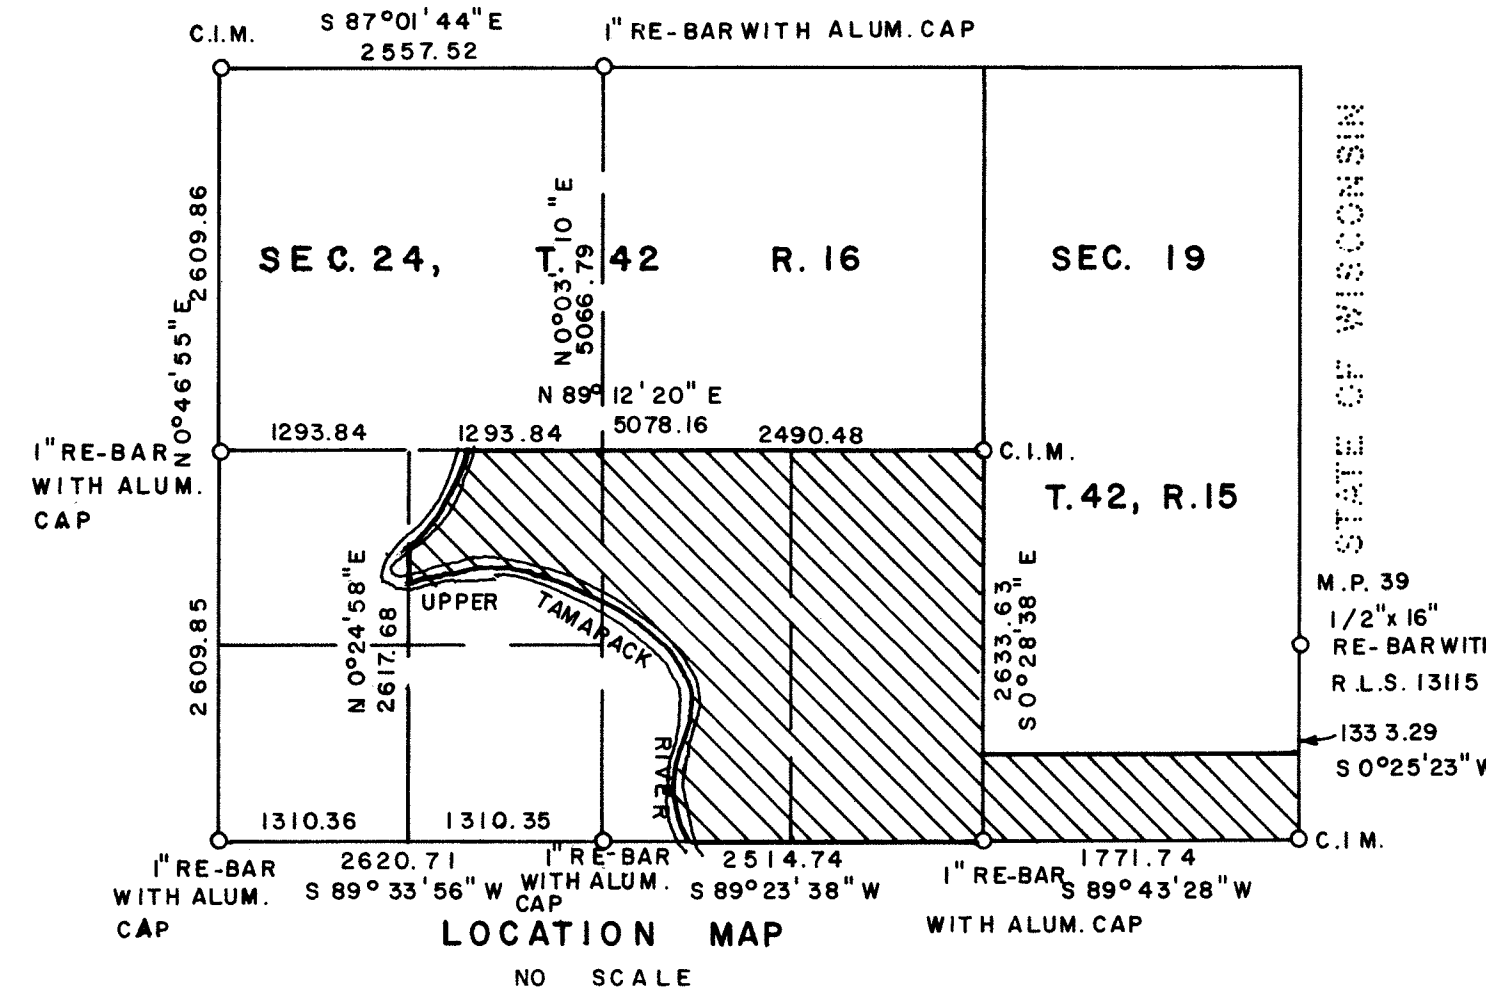 C.I.M.
S 87°01'44" E
2557.52
1" RE-BAR WITH ALUM. CAP
STATE OF WISCONSIN
2609.86
N 0°46'55" E
SEC. 24, T. 42 R. 16
SEC. 19
N 0°03'10" E
5066.79
N 89° 12' 20" E
5078.16
1293.84
1293.84
2490.48
1" RE-BAR
WITH ALUM.
CAP
C.I.M.
T. 42, R. 15
2609.85
N 0°24'58" E
2617.68
UPPER TAMARACK RIVER
2633.63
S 0°28'38" E
M.P. 39
1/2" x 16"
RE-BAR WITH
R.L.S. 13115
1333.29
S 0°25'23" W
1310.36
1310.35
C.I.M.
1" RE-BAR
WITH ALUM.
CAP
2620.71
S 89° 33'56" W
1" RE-BAR
WITH ALUM.
CAP
2514.74
S 89°23'38" W
1" RE-BAR
WITH ALUM. CAP
1771.74
S 89°43'28" W
LOCATION MAP
NO SCALE